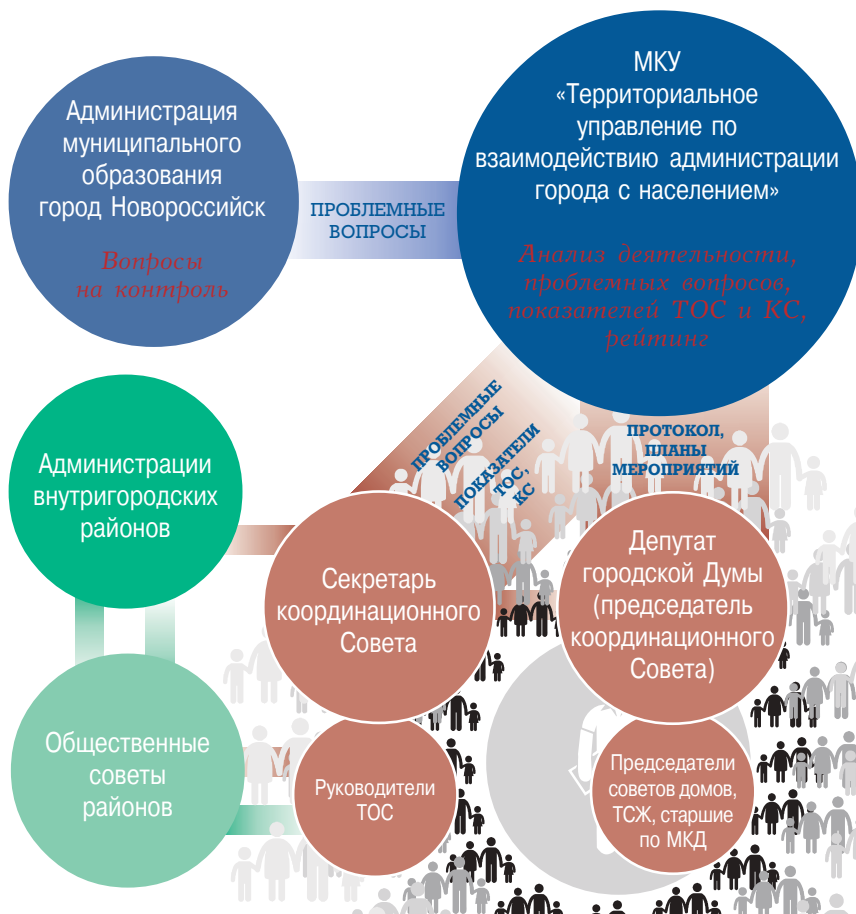 Администрация
муниципального
образования
город Новороссийск
Вопросы
на контроль
ПРОБЛЕМНЫЕ
ВОПРОСЫ
МКУ
«Территориальное
управление по
взаимодействию администрации
города с населением»
Анализ деятельности,
проблемных вопросов,
показателей ТОС и КС,
рейтинг
ПРОБЛЕМНЫЕ
ВОПРОСЫ
ПОКАЗАТЕЛИ
ТОС,
КС
ПРОТОКОЛ,
ПЛАНЫ
МЕРОПРИЯТИЙ
Администрации
внутригородских
районов
Секретарь
координационного
Совета
Депутат
городской Думы
(председатель
координационного
Совета)
Общественные
советы
районов
Руководители
ТОС
Председатели
советов домов,
ТСЖ, старшие
по МКД